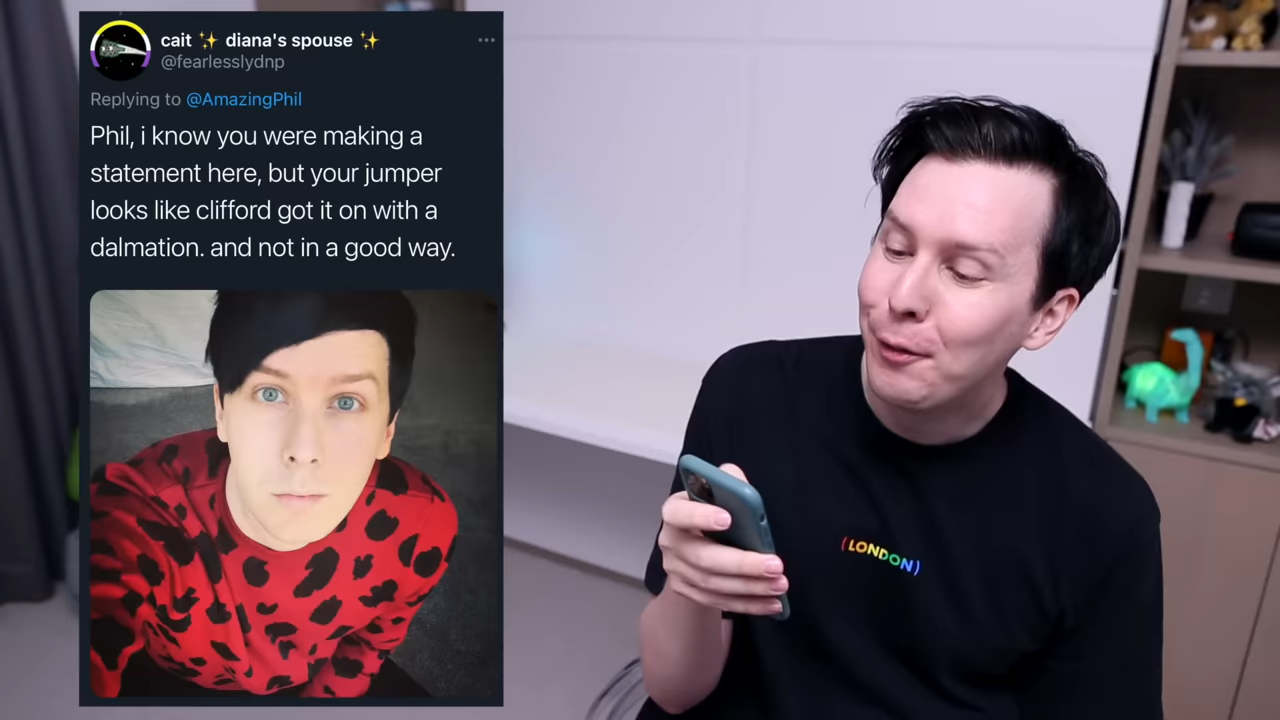 cait ✨ diana's spouse ✨
@fearlesslydnp
Replying to @AmazingPhil
Phil, i know you were making a
statement here, but your jumper
looks like clifford got it on with a
dalmation. and not in a good way.
(LONDON)